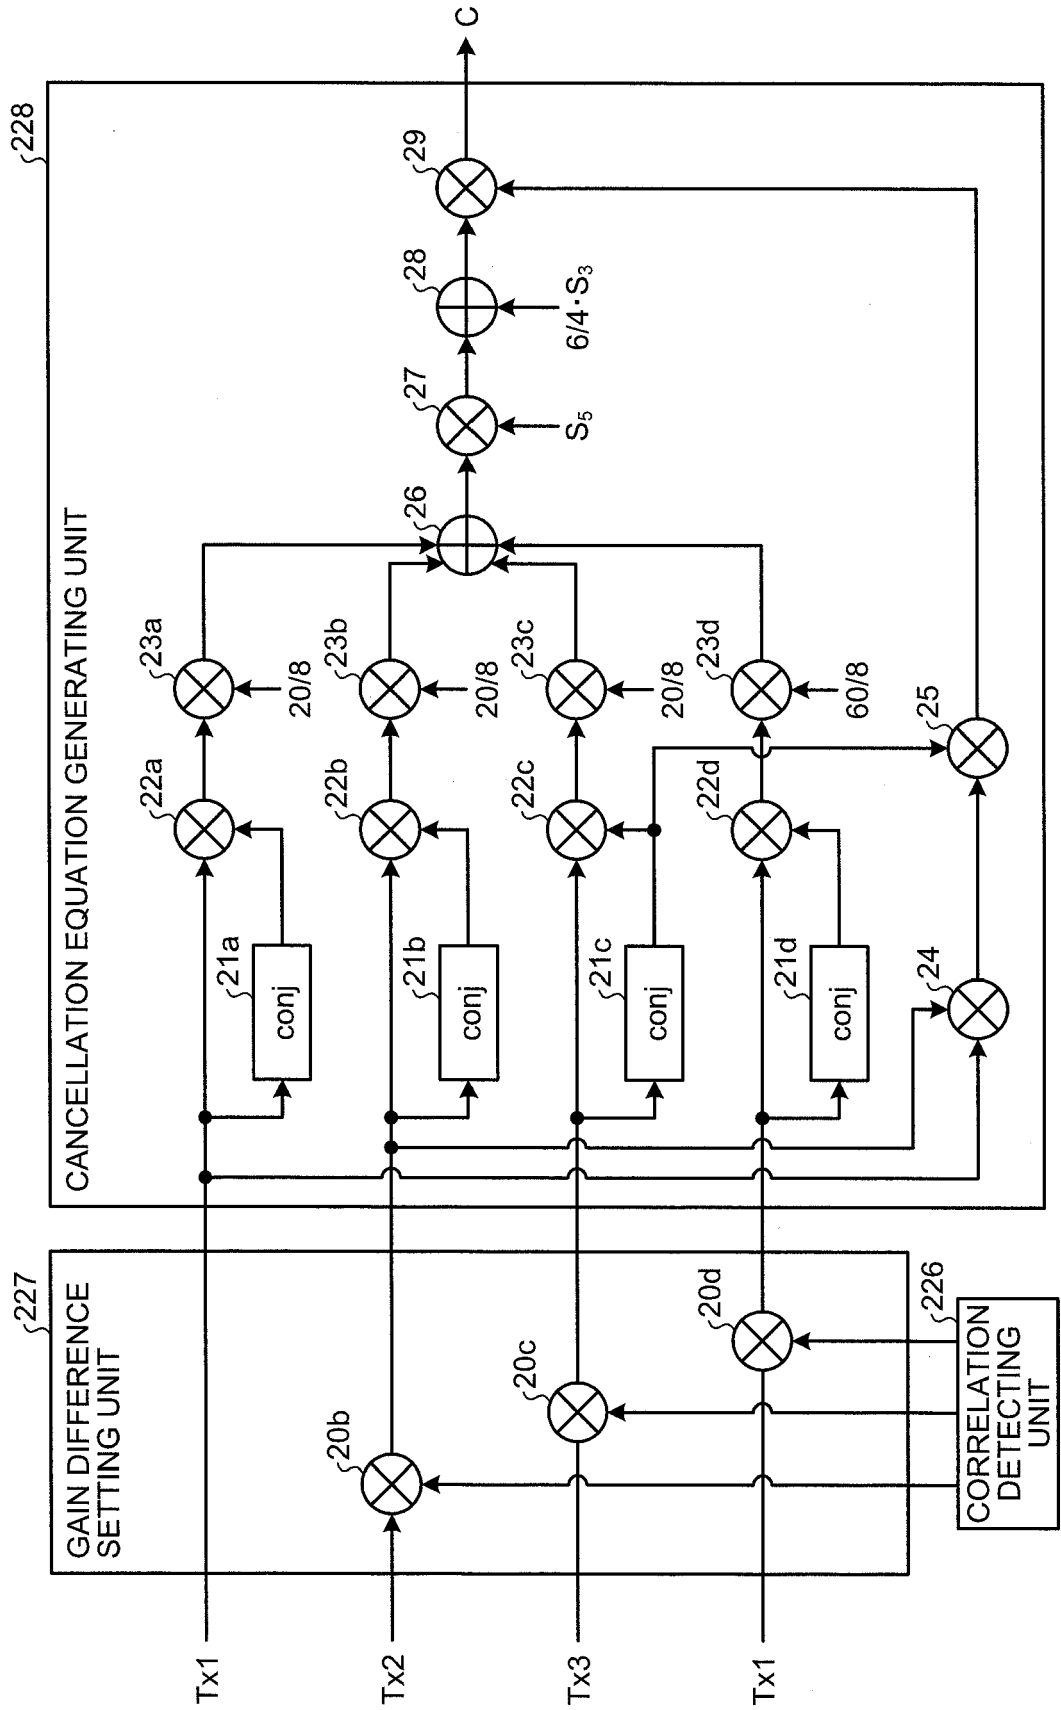 227
GAIN DIFFERENCE
SETTING UNIT
228
CANCELLATION EQUATION GENERATING UNIT
Tx1
Tx2
Tx3
Tx1
20b
20c
20d
226
CORRELATION
DETECTING
UNIT
21a
conj
21b
conj
21c
conj
21d
conj
22a
22b
22c
22d
23a
20/8
23b
20/8
23c
20/8
23d
60/8
24
25
26
27
S5
28
6/4·S3
29
C